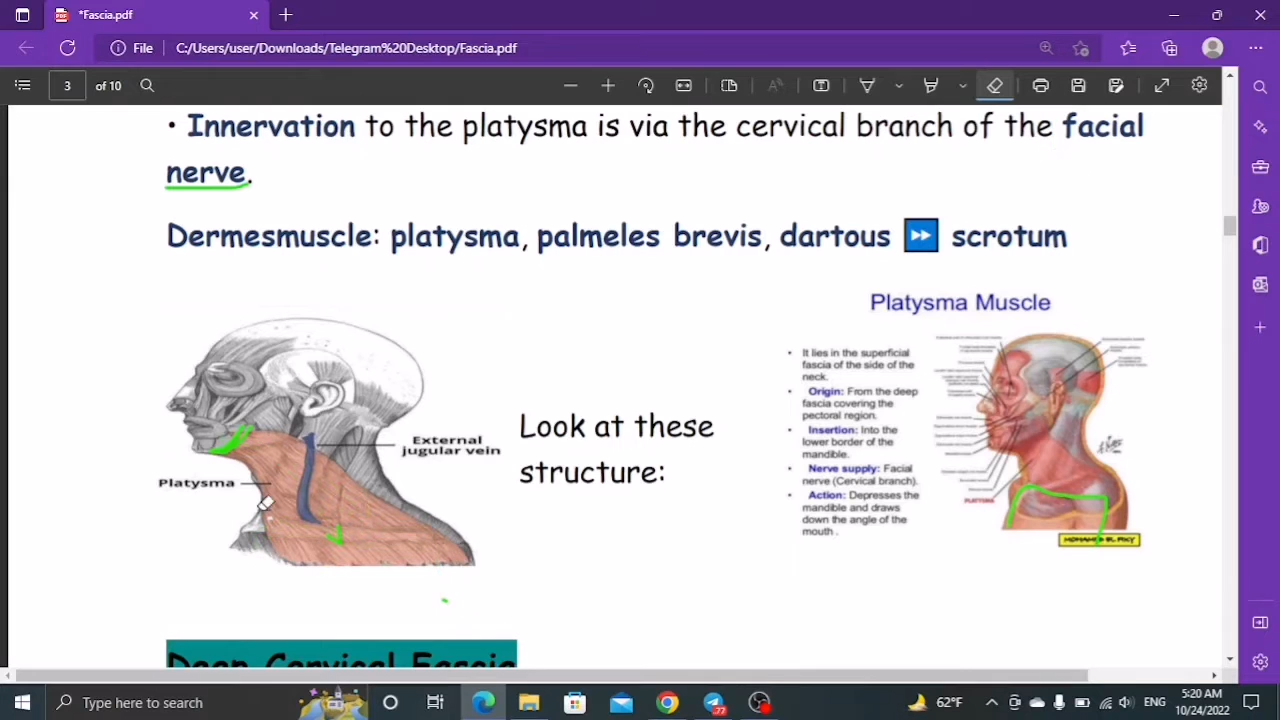 *Fascia.pdf
File
C:/Users/user/Downloads/Telegram%20Desktop/Fascia.pdf
3 of 10
• Innervation to the platysma is via the cervical branch of the facial
nerve.
Dermesmuscle: platysma, palmeles brevis, dartous ⏩ scrotum
External
jugular vein
Platysma
Look at these
structure:
Platysma Muscle
• It lies in the superficial
fascia of the side of the
neck.
• Origin: From the deep
fascia covering the
pectoral region.
• Insertion: Into the
lower border of the
mandible.
• Nerve supply: Facial
nerve (Cervical branch).
• Action: Depresses the
mandible and draws
down the angle of the
mouth .
PLATYSMA
Deep Cervical Fascia
Type here to search
77
62°F
ENG
5:20 AM
10/24/2022